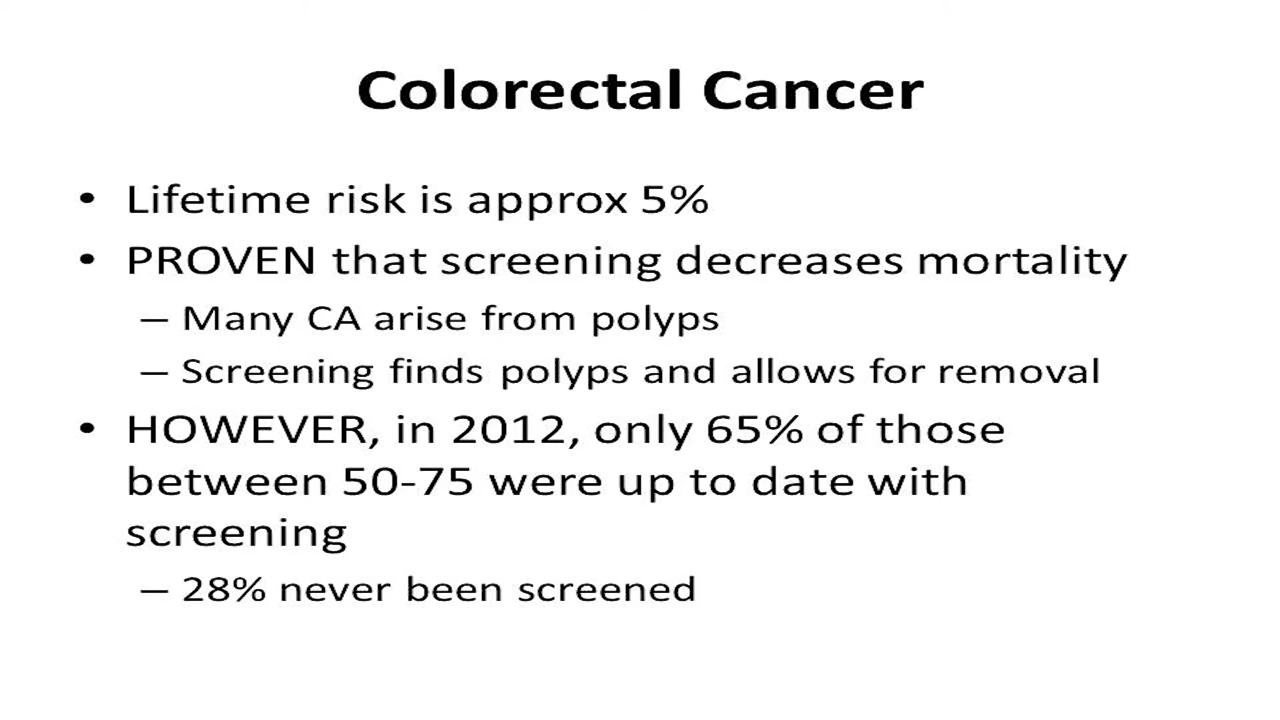 Colorectal Cancer
• Lifetime risk is approx 5%
• PROVEN that screening decreases mortality
– Many CA arise from polyps
– Screening finds polyps and allows for removal
• HOWEVER, in 2012, only 65% of those
between 50-75 were up to date with
screening
– 28% never been screened